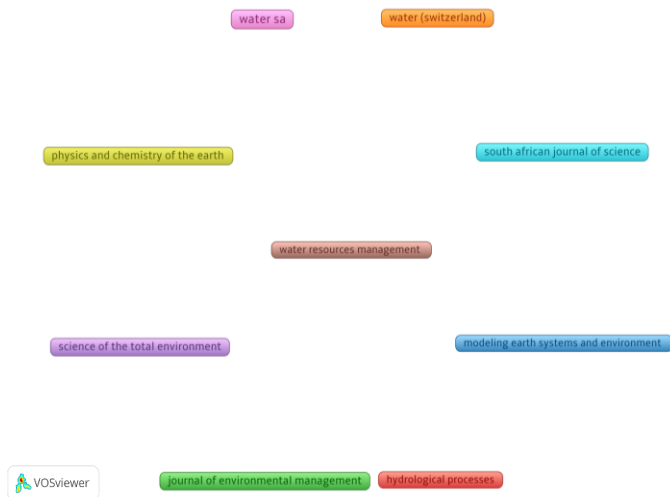 water sa
water (switzerland)
physics and chemistry of the earth
south african journal of science
water resources management
science of the total environment
modeling earth systems and environment
journal of environmental management
hydrological processes
VOSviewer